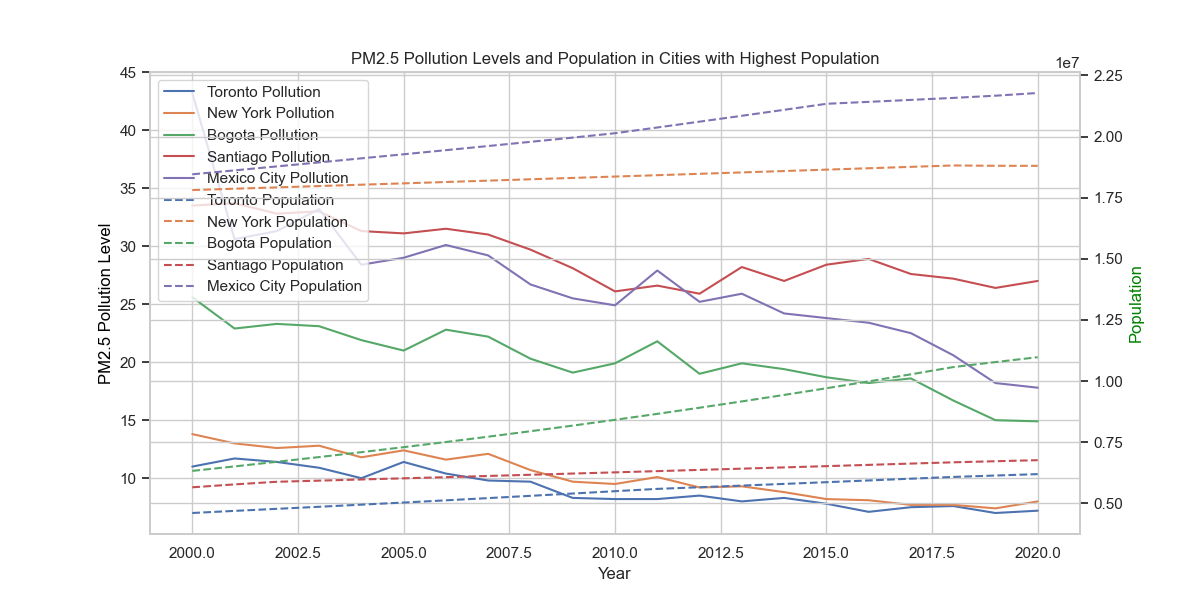 PM2.5 Pollution Levels and Population in Cities with Highest Population
1e7
45
40
35
30
25
20
15
10
PM2.5 Pollution Level
Toronto Pollution
New York Pollution
Bogota Pollution
Santiago Pollution
Mexico City Pollution
Toronto Population
New York Population
Bogota Population
Santiago Population
Mexico City Population
2.25
2.00
1.75
1.50
1.25
1.00
0.75
0.50
Population
2000.0
2002.5
2005.0
2007.5
2010.0
2012.5
2015.0
2017.5
2020.0
Year